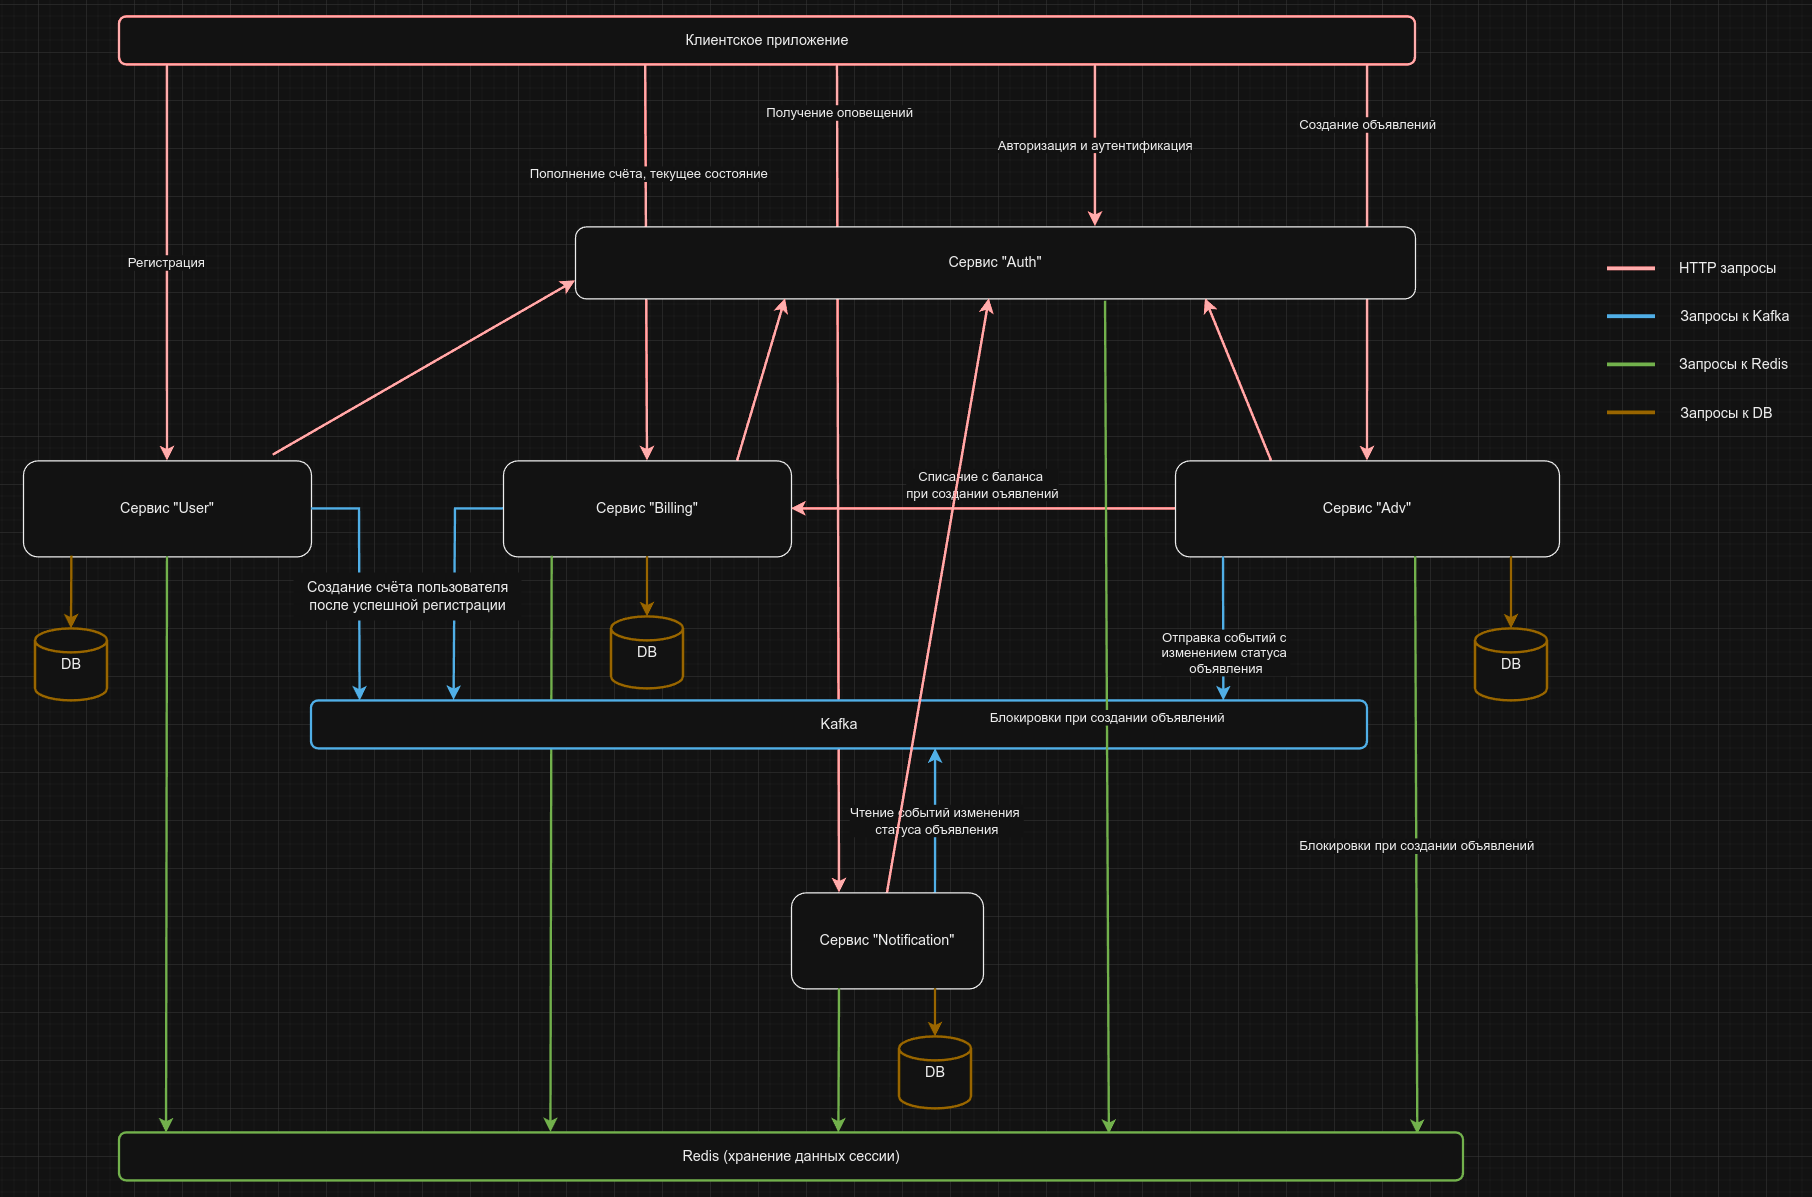 Клиентское приложение
Получение оповещений
Создание объявлений
Авторизация и аутентификация
Пополнение счёта, текущее состояние
Регистрация
Сервис "Auth"
HTTP запросы
Запросы к Kafka
Запросы к Redis
Запросы к DB
Списание с баланса
при создании оъявлений
Сервис "User"
Сервис "Billing"
Сервис "Adv"
Создание счёта пользователя
после успешной регистрации
Отправка событий с
изменением статуса
объявления
DB
DB
DB
Kafka
Блокировки при создании объявлений
Чтение событий изменения
статуса объявления
Блокировки при создании объявлений
Сервис "Notification"
DB
Redis (хранение данных сессии)